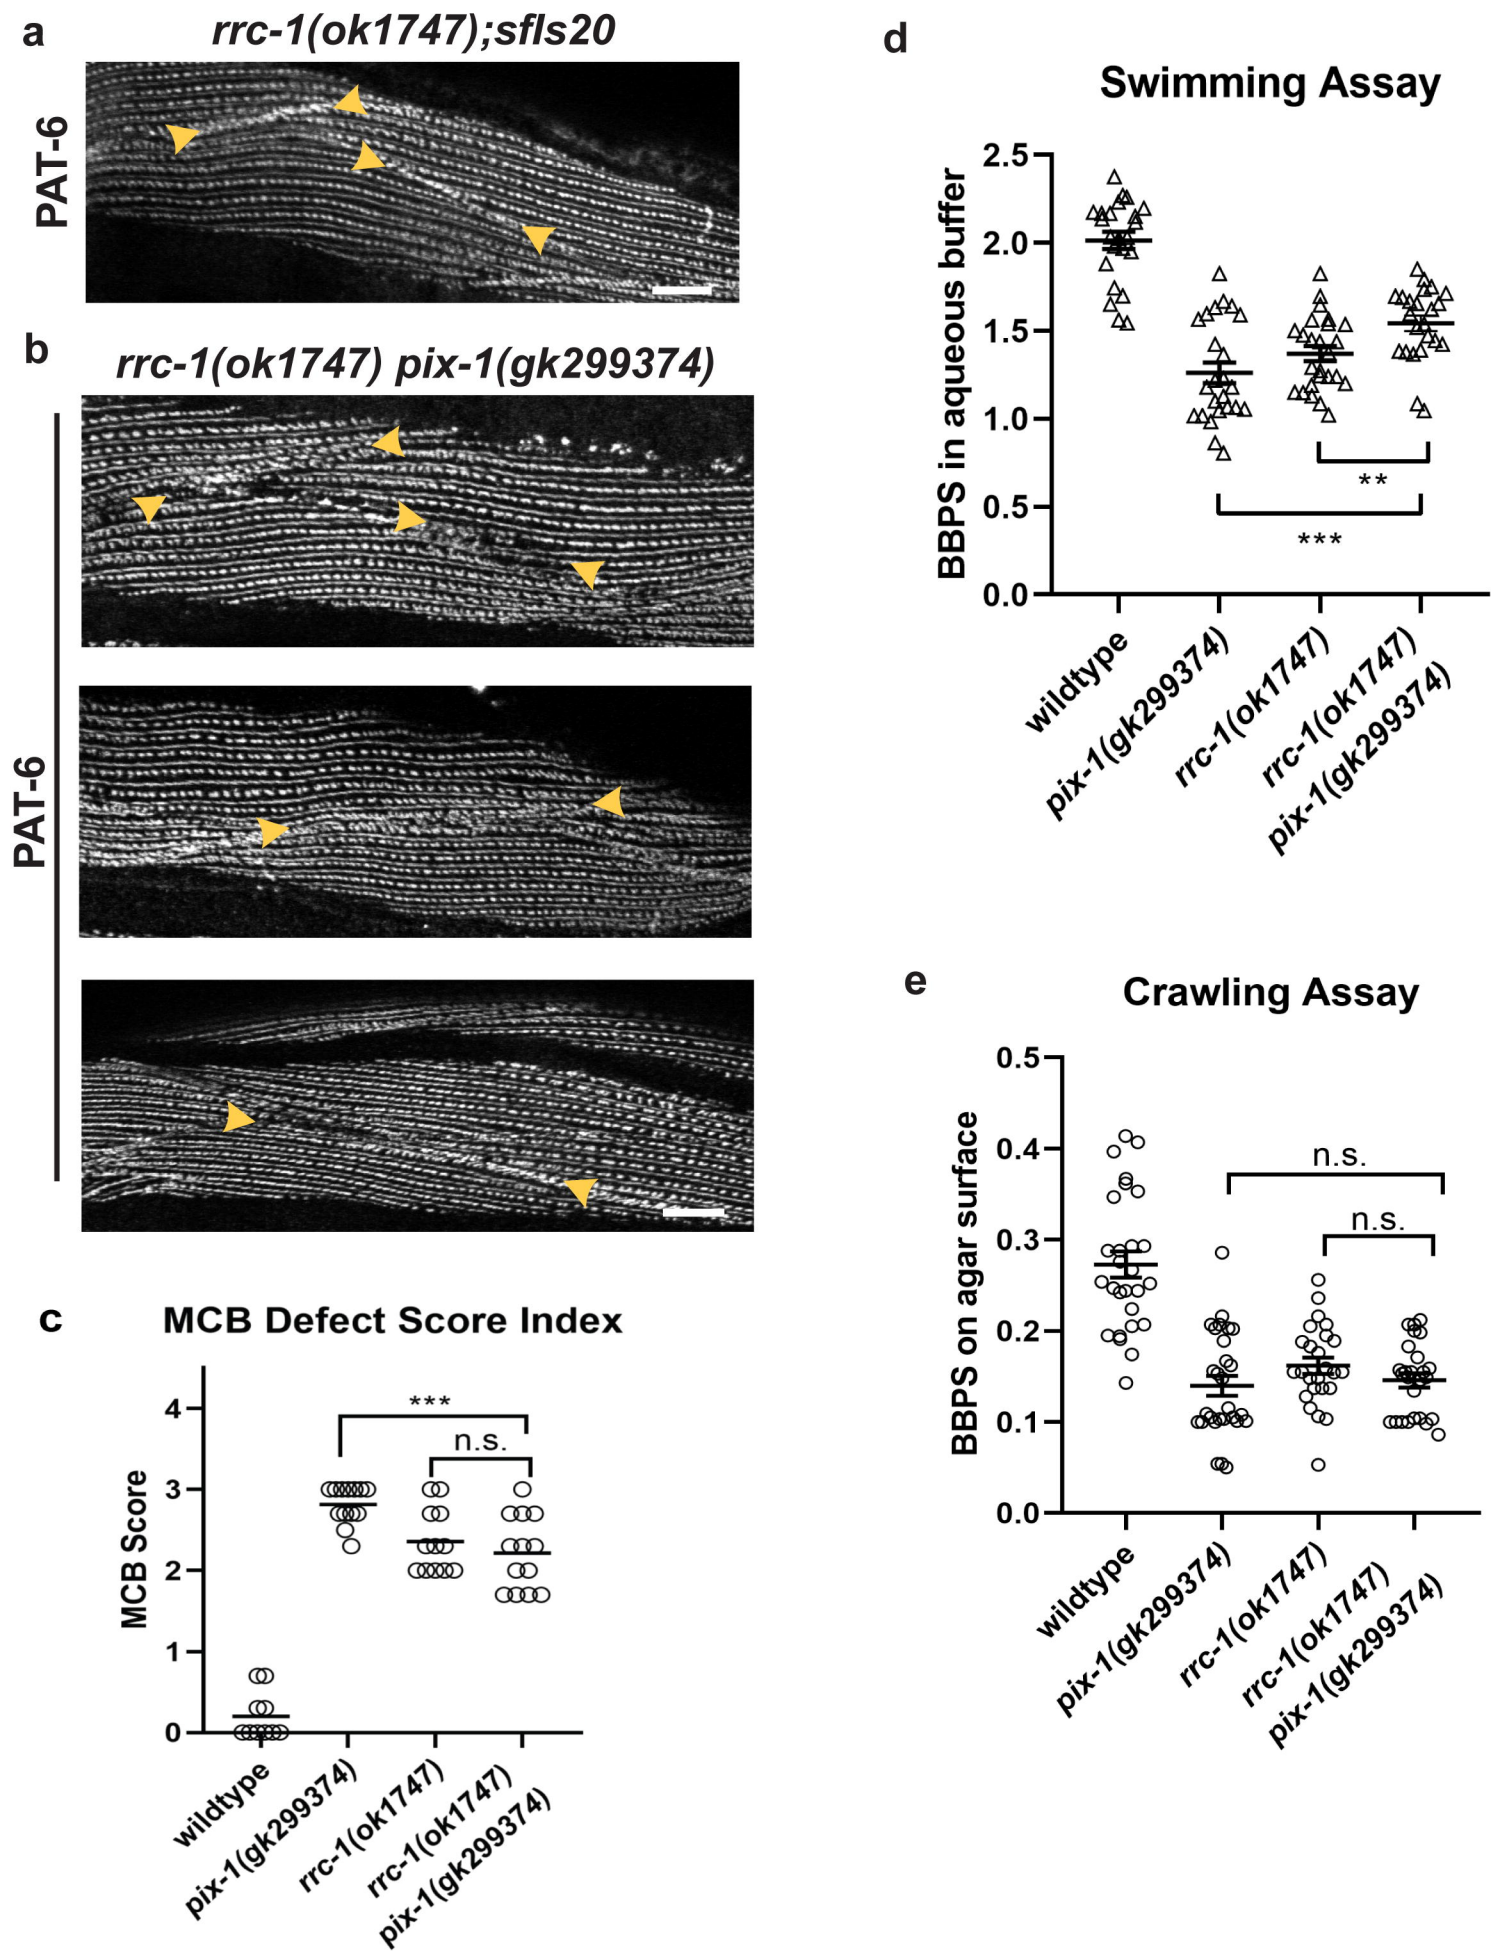 a
rrc-1(ok1747);sfIs20
PAT-6
b
rrc-1(ok1747) pix-1(gk299374)
PAT-6
c
MCB Defect Score Index
MCB Score
4
3
2
1
0
***
n.s.
wildtype
pix-1(gk299374)
rrc-1(ok1747)
rrc-1(ok1747)
pix-1(gk299374)
d
Swimming Assay
BBPS in aqueous buffer
2.5
2.0
1.5
1.0
0.5
0.0
**
***
wildtype
pix-1(gk299374)
rrc-1(ok1747)
rrc-1(ok1747)
pix-1(gk299374)
e
Crawling Assay
BBPS on agar surface
0.5
0.4
0.3
0.2
0.1
0.0
n.s.
n.s.
wildtype
pix-1(gk299374)
rrc-1(ok1747)
rrc-1(ok1747)
pix-1(gk299374)